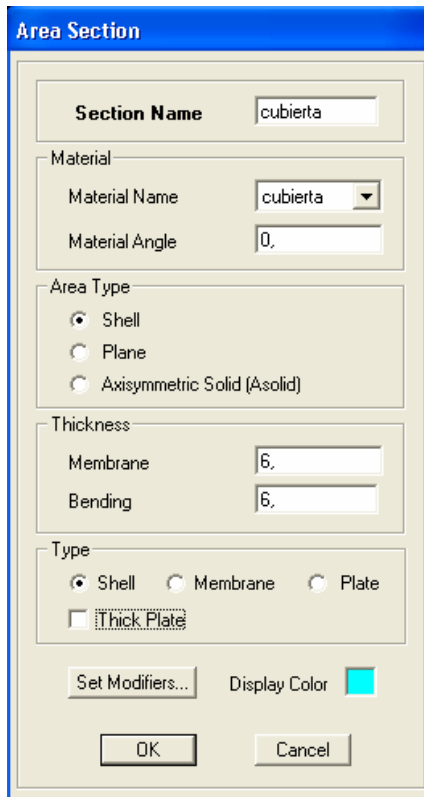 Area Section
Section Name cubierta
Material
Material Name cubierta
Material Angle 0,
Area Type
Shell
Plane
Axisymmetric Solid (Asolid)
Thickness
Membrane 6,
Bending 6,
Type
Shell Membrane Plate
Thick Plate
Set Modifiers... Display Color
OK Cancel